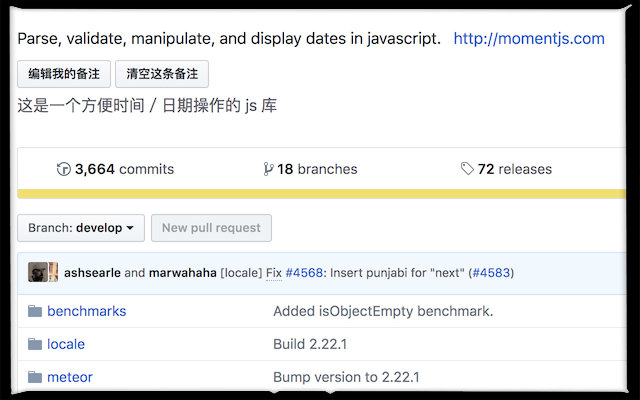 Parse, validate, manipulate, and display dates in javascript. http://momentjs.com
编辑我的备注 清空这条备注
这是一个方便时间 / 日期操作的 js 库
3,664 commits 18 branches 72 releases
Branch: develop New pull request
ashsearle and marwahaha [locale] Fix #4568: Insert punjabi for "next" (#4583)
benchmarks Added isObjectEmpty benchmark.
locale Build 2.22.1
meteor Bump version to 2.22.1